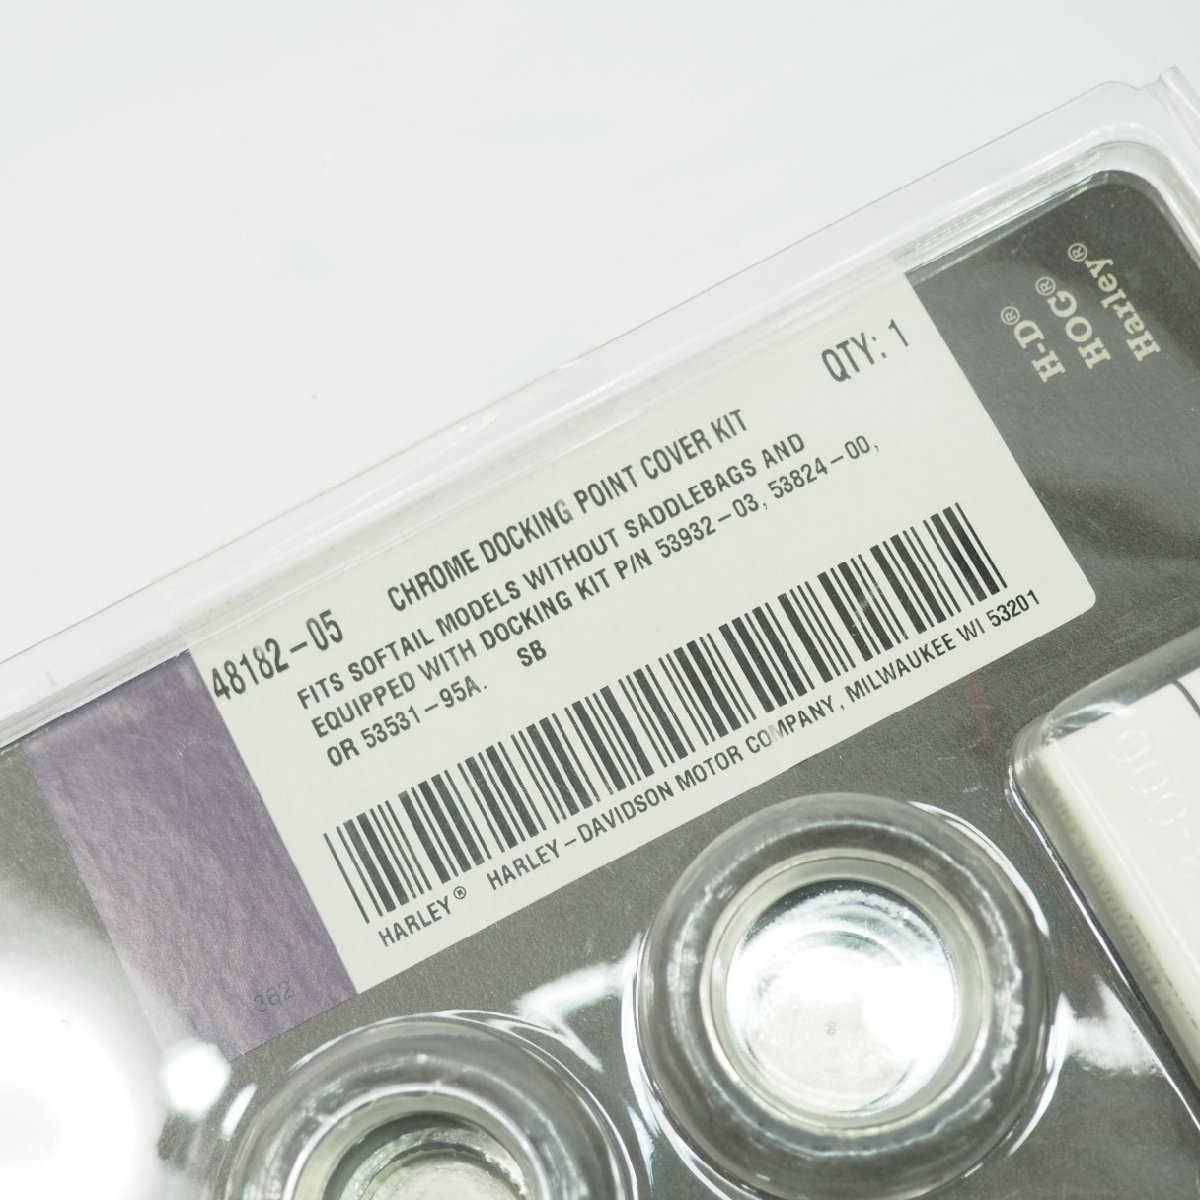 H-D®
HOG®
Harley®
QTY: 1
48182-05 CHROME DOCKING POINT COVER KIT
FITS SOFTAIL MODELS WITHOUT SADDLEBAGS AND
EQUIPPED WITH DOCKING KIT P/N 53932-03, 53824-00,
OR 53531-95A. SB
HARLEY® HARLEY-DAVIDSON MOTOR COMPANY, MILWAUKEE WI 53201
362